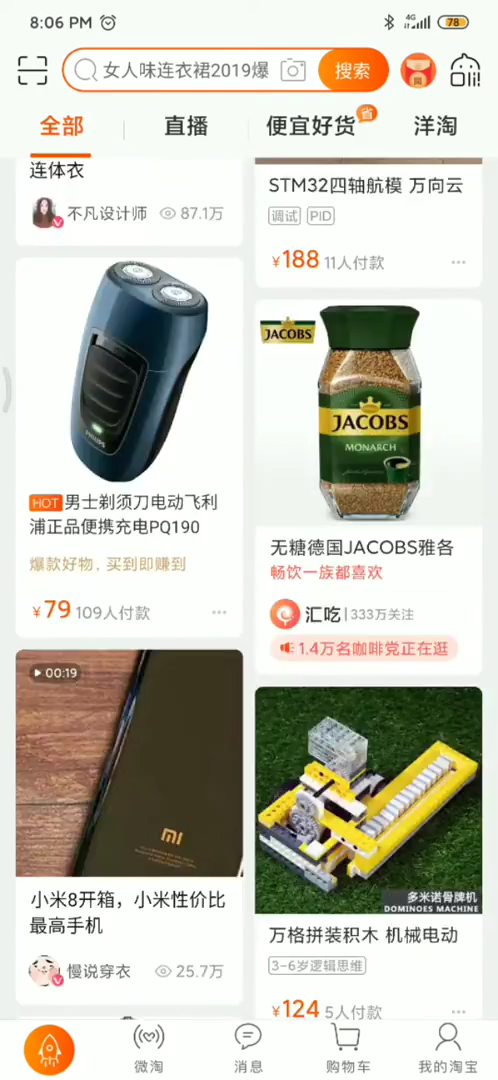 8:06 PM
4G
78
女人味连衣裙2019爆
搜索
全部
直播
便宜好货
省
洋淘
连体衣
不凡设计师
87.1万
STM32四轴航模 万向云
调试
PID
¥188 11人付款
PHILIPS
HOT 男士剃须刀电动飞利
浦正品便携充电PQ190
爆款好物，买到即赚到
¥79 109人付款
JACOBS
JACOBS
MONARCH
无糖德国JACOBS雅各
畅饮一族都喜欢
汇吃 | 333万关注
1.4万名咖啡党正在逛
00:19
mi
小米8开箱，小米性价比
最高手机
慢说穿衣
25.7万
多米诺骨牌机
DOMINOES MACHINE
万格拼装积木 机械电动
3-6岁逻辑思维
¥124 5人付款
微淘
消息
购物车
我的淘宝